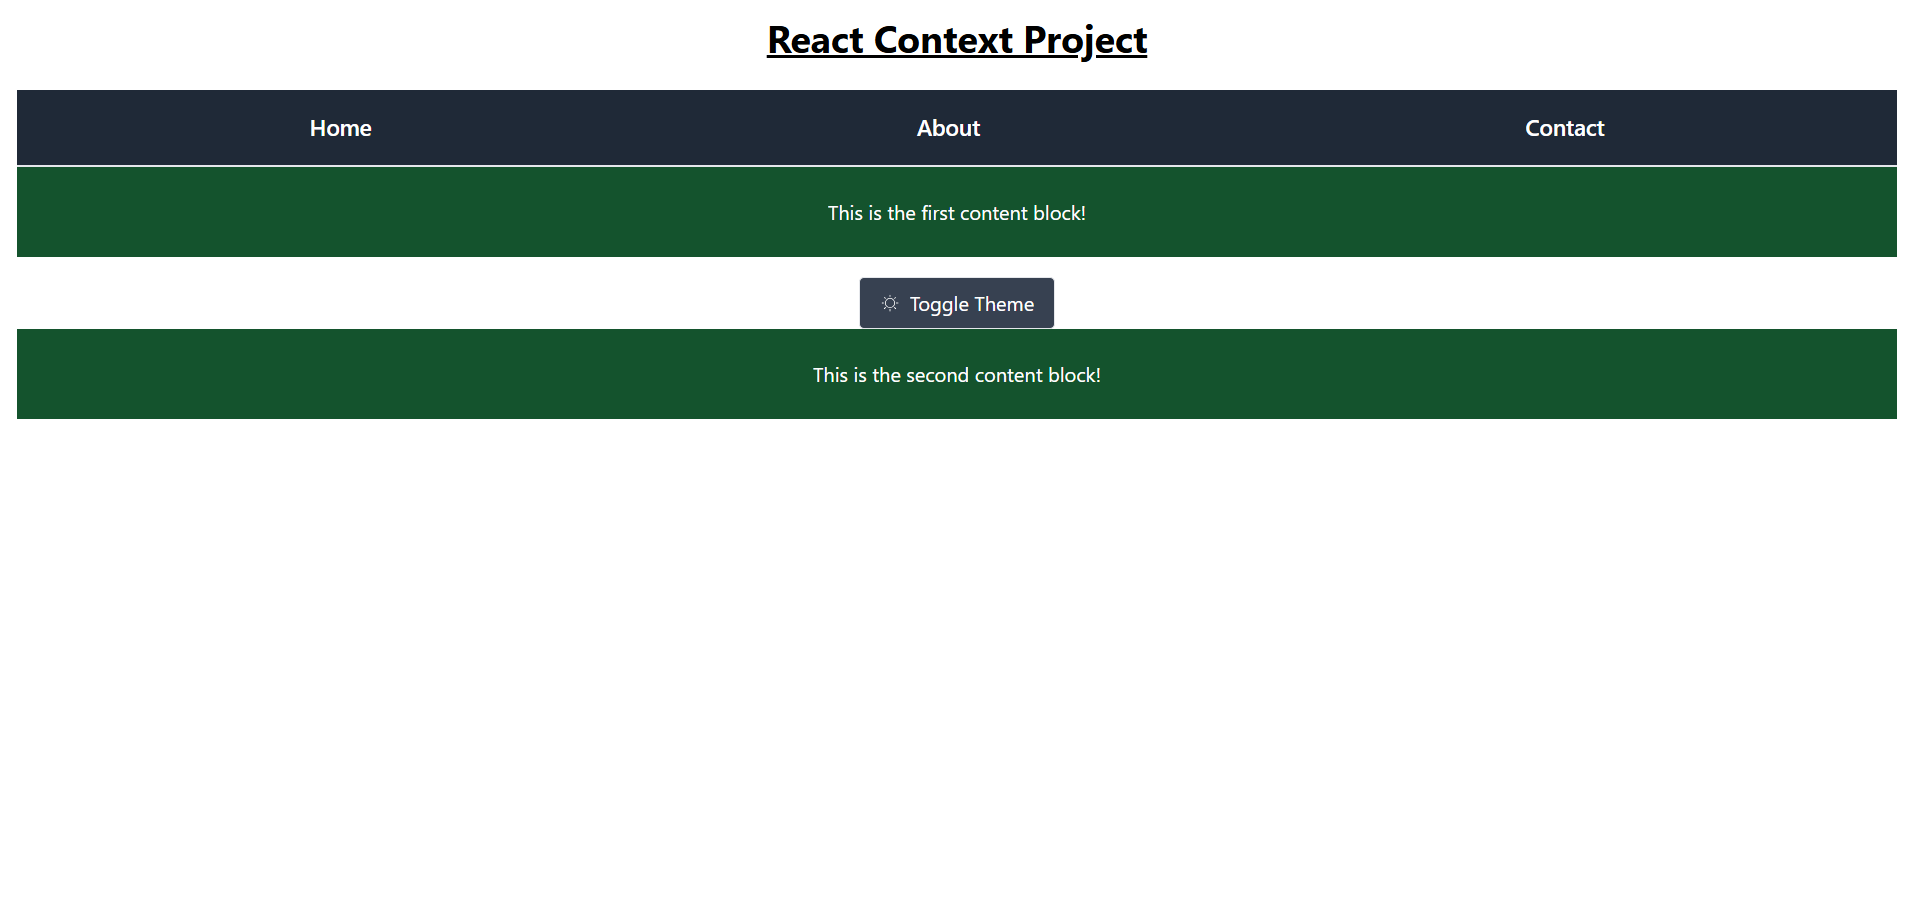 React Context Project
Home About Contact
This is the first content block!
Toggle Theme
This is the second content block!